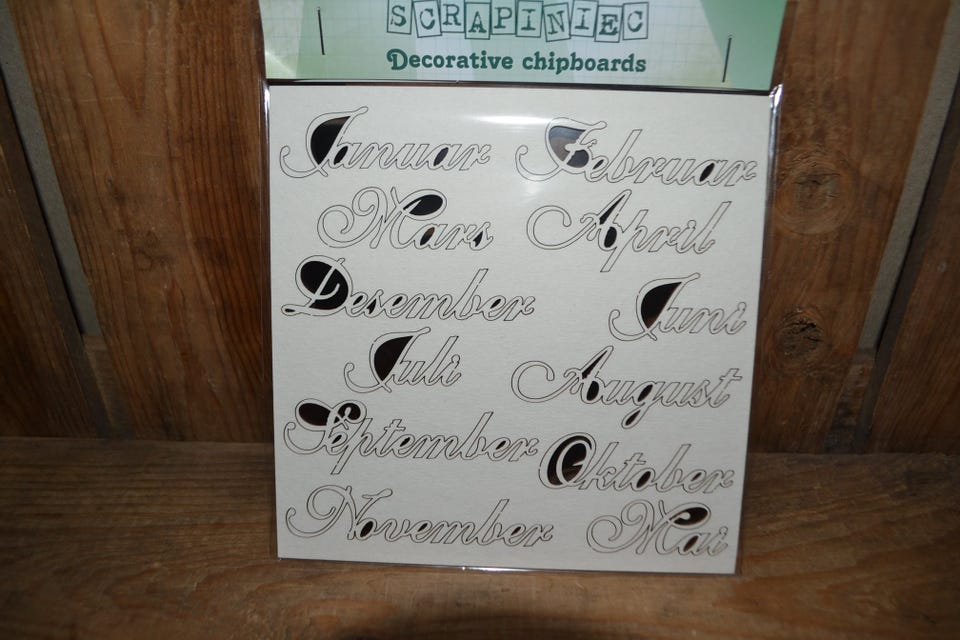 SCRAPINIEC
Decorative chipboards
Januar Februar
Mars April
Desember Juni
Juli August
September Oktober
November Mai